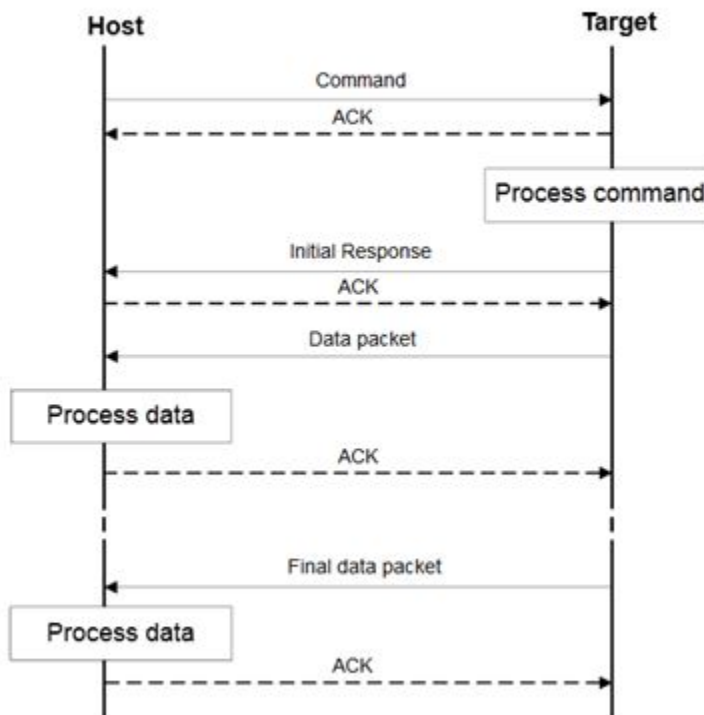 Host
Target
Command
ACK
Process command
Initial Response
ACK
Data packet
Process data
ACK
Final data packet
Process data
ACK